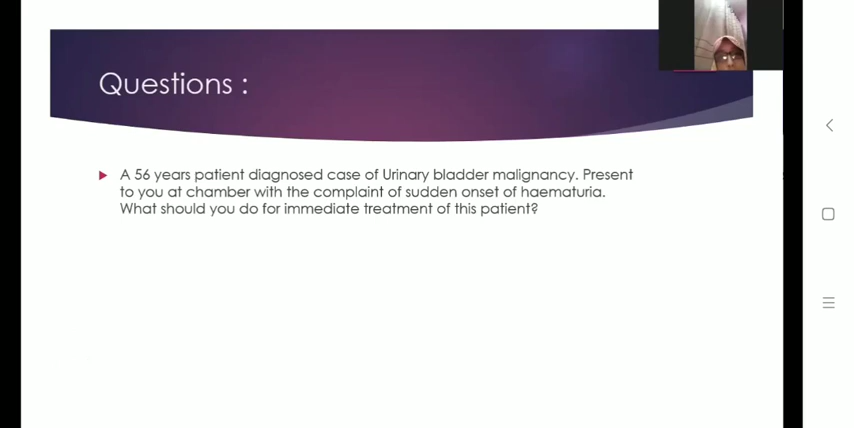 Questions :
A 56 years patient diagnosed case of Urinary bladder malignancy. Present
to you at chamber with the complaint of sudden onset of haematuria.
What should you do for immediate treatment of this patient?